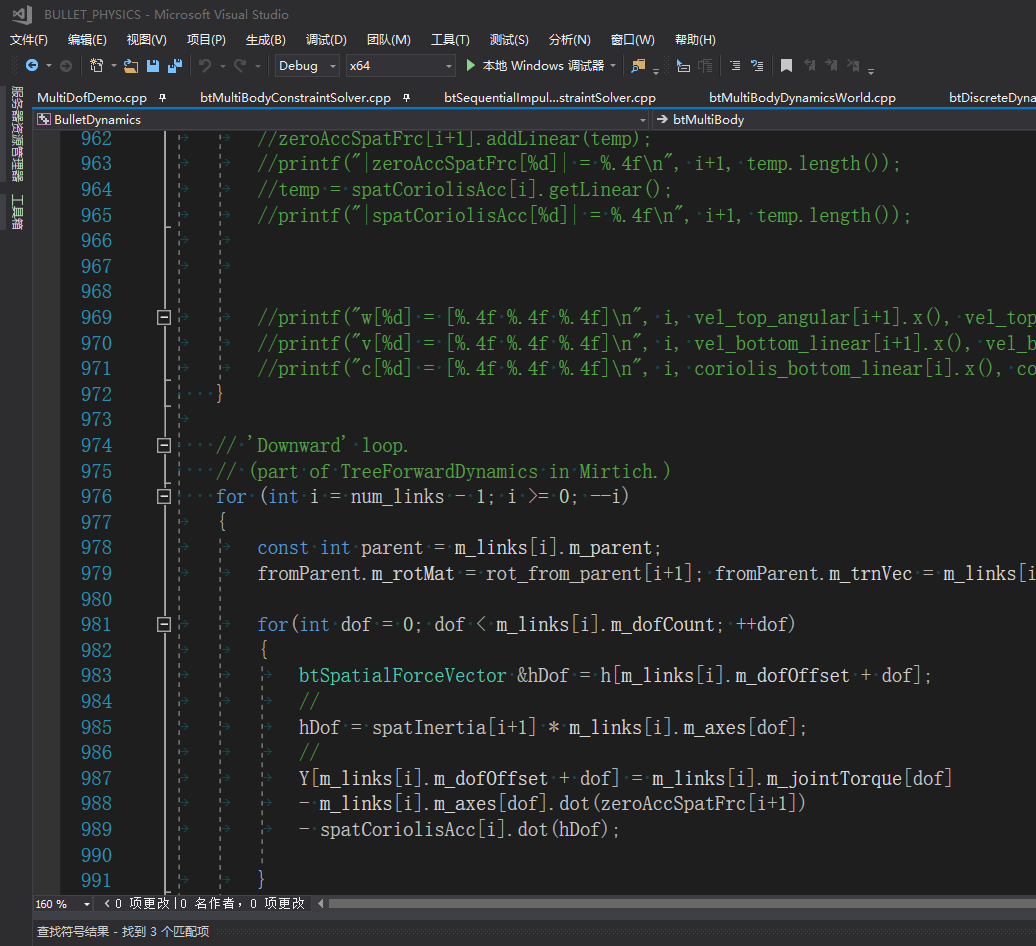 BULLET_PHYSICS - Microsoft Visual Studio
文件(F) 编辑(E) 视图(V) 项目(P) 生成(B) 调试(D) 团队(M) 工具(T) 测试(S) 分析(N) 窗口(W) 帮助(H)
Debug x64 本地 Windows 调试器
服务器资源管理器
工具箱
MultiDofDemo.cpp btMultiBodyConstraintSolver.cpp btSequentialImpul...straintSolver.cpp btMultiBodyDynamicsWorld.cpp btDiscreteDyna
BulletDynamics btMultiBody
962 //zeroAccSpatFrc[i+1].addLinear(temp);
963 //printf("|zeroAccSpatFrc[%d]| = %.4f\n", i+1, temp.length());
964 //temp = spatCoriolisAcc[i].getLinear();
965 //printf("|spatCoriolisAcc[%d]| = %.4f\n", i+1, temp.length());
966
967
968
969 //printf("w[%d] = [%.4f %.4f %.4f]\n", i, vel_top_angular[i+1].x(), vel_top
970 //printf("v[%d] = [%.4f %.4f %.4f]\n", i, vel_bottom_linear[i+1].x(), vel_b
971 //printf("c[%d] = [%.4f %.4f %.4f]\n", i, coriolis_bottom_linear[i].x(), co
972 }
973
974 // 'Downward' loop.
975 // (part of TreeForwardDynamics in Mirtich.)
976 for (int i = num_links - 1; i >= 0; --i)
977 {
978 const int parent = m_links[i].m_parent;
979 fromParent.m_rotMat = rot_from_parent[i+1]; fromParent.m_trnVec = m_links[i
980
981 for(int dof = 0; dof < m_links[i].m_dofCount; ++dof)
982 {
983 btSpatialForceVector &hDof = h[m_links[i].m_dofOffset + dof];
984 //
985 hDof = spatInertia[i+1] * m_links[i].m_axes[dof];
986 //
987 Y[m_links[i].m_dofOffset + dof] = m_links[i].m_jointTorque[dof]
988 - m_links[i].m_axes[dof].dot(zeroAccSpatFrc[i+1])
989 - spatCoriolisAcc[i].dot(hDof);
990
991 }
160 % 0 项更改|0 名作者，0 项更改
查找符号结果 - 找到 3 个匹配项